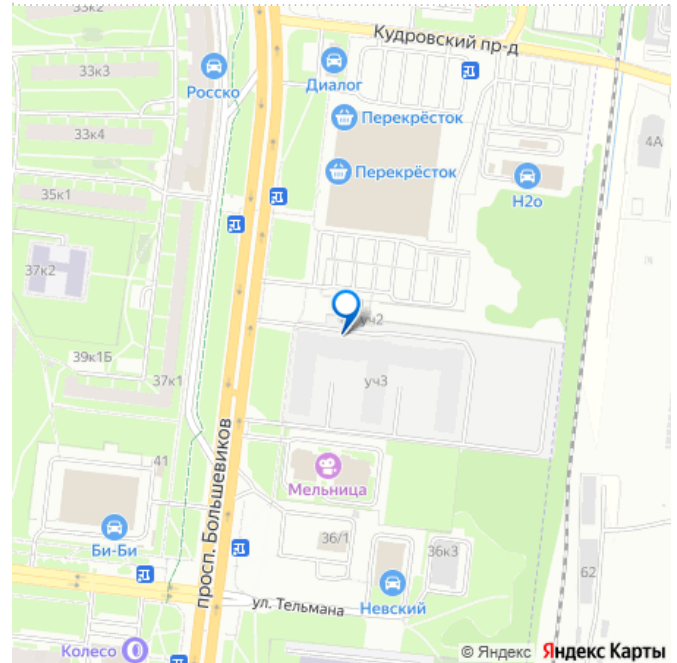 33к2
Кудровский пр-д
33к3
Росско
Диалог
Перекрёсток
33к4
4А
Перекрёсток
35к1
Н2о
37к2
уч2
39к1Б
37к1
уч3
просп. Большевиков
41
Мельница
Би-Би
36/1
36к3
62
ул. Тельмана
Невский
Колесо
© Яндекс Яндекс Карты